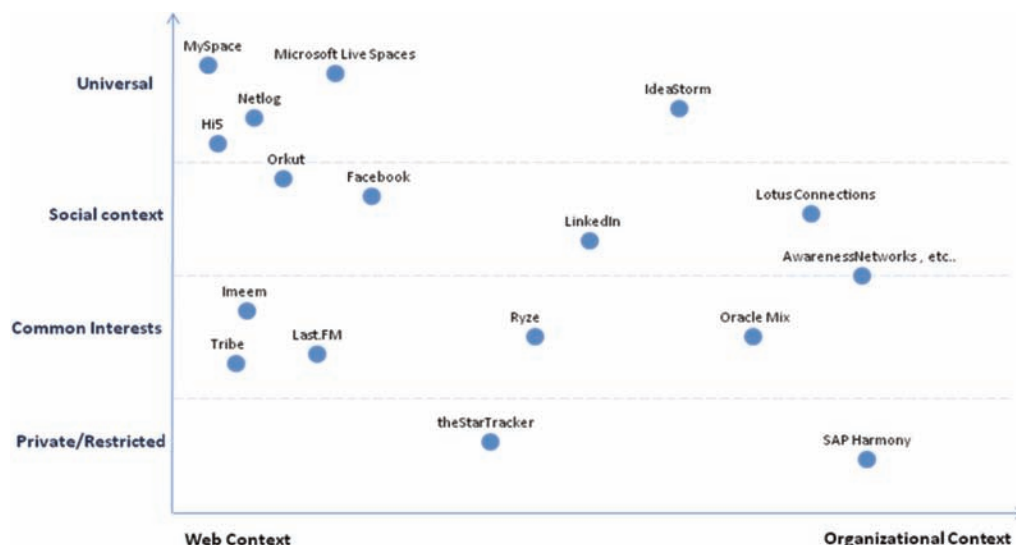 MySpace
Microsoft Live Spaces
Universal
IdeaStorm
Netlog
Hi5
Orkut
Facebook
Lotus Connections
Social context
LinkedIn
AwarenessNetworks , etc..
Imeem
Common Interests
Ryze
Oracle Mix
Last.FM
Tribe
theStarTracker
Private/Restricted
SAP Harmony
Web Context
Organizational Context